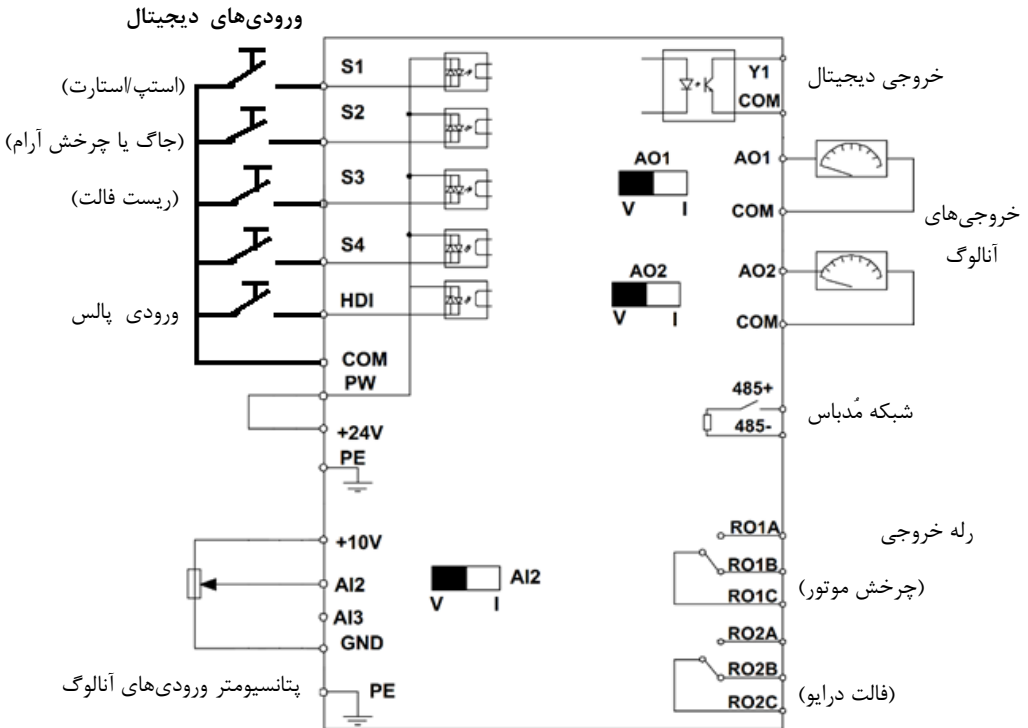 ورودی‌های دیجیتال
S1
(استپ/استارت)
S2
(جاگ یا چرخش آرام)
S3
(ریست فالت)
S4
HDI
ورودی پالس
COM
PW
+24V
PE
+10V
AI2
AI3
GND
پتانسیومتر ورودی‌های آنالوگ
PE
AI2
V I
Y1
خروجی دیجیتال
COM
AO1
V I
AO1
COM
خروجی‌های
آنالوگ
AO2
V I
AO2
COM
485+
شبکه مُدباس
485-
RO1A
رله خروجی
RO1B
(چرخش موتور)
RO1C
RO2A
RO2B
(فالت درایو)
RO2C